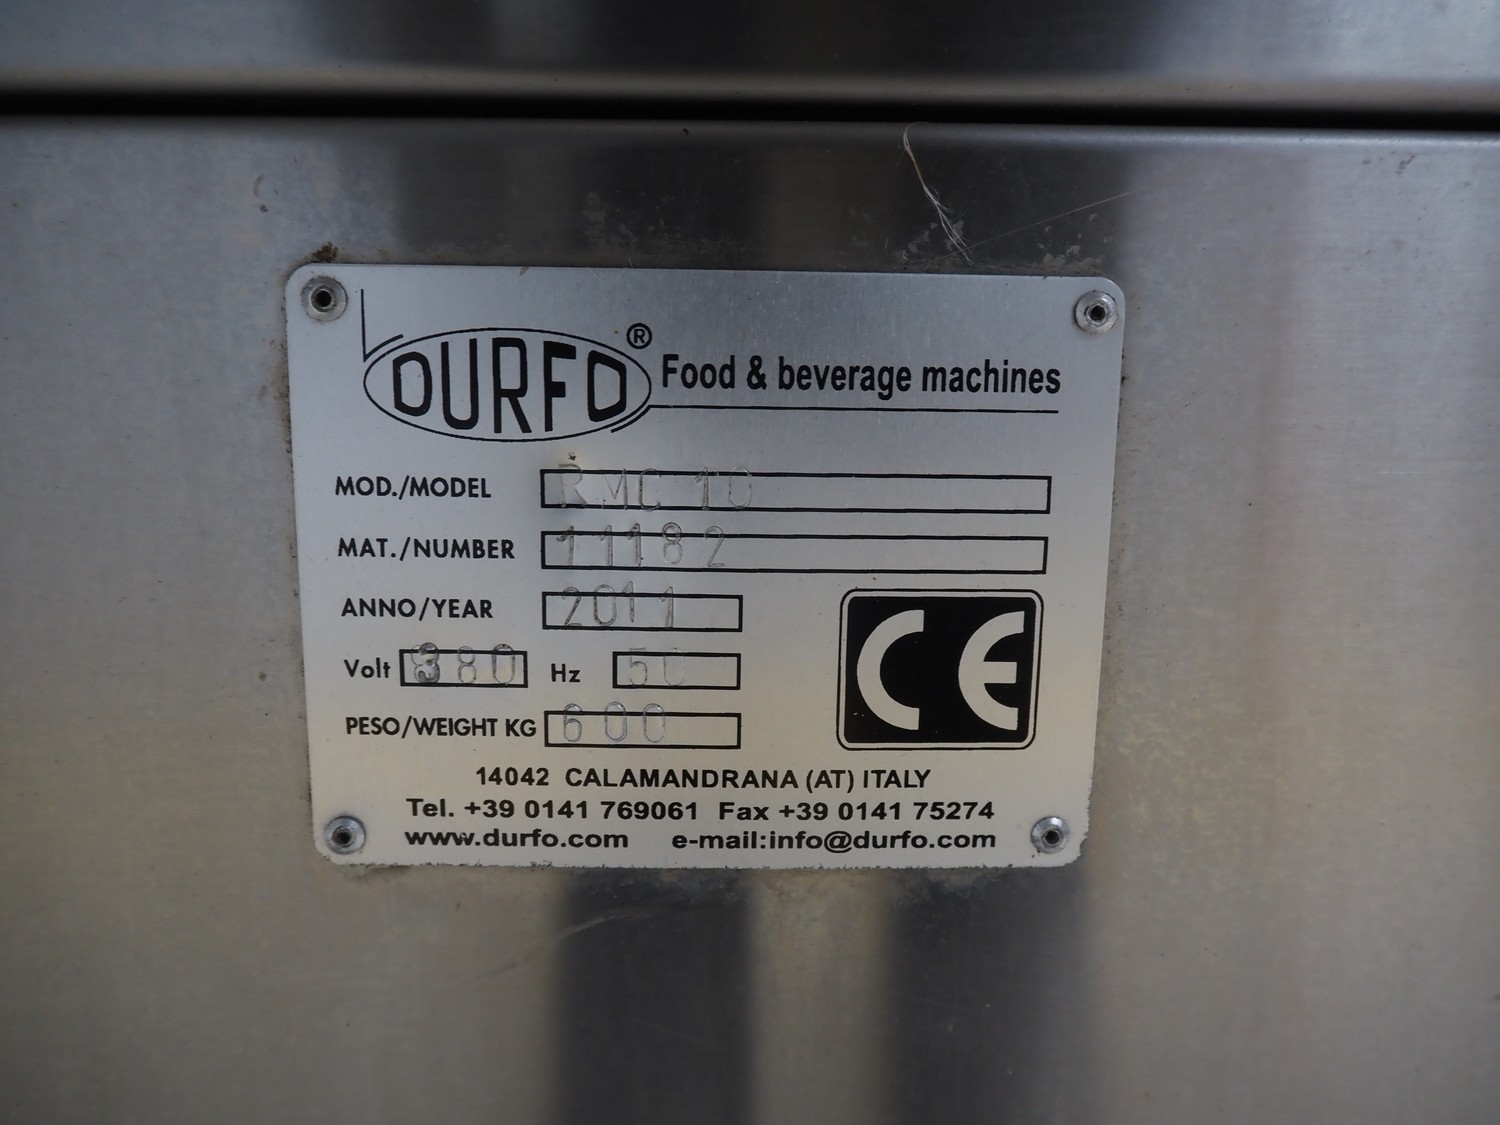 DURFO® Food & beverage machines
MOD./MODEL RMC 10
MAT./NUMBER 11182
ANNO/YEAR 2011
Volt 380 Hz 50
PESO/WEIGHT KG 600
CE
14042 CALAMANDRANA (AT) ITALY
Tel. +39 0141 769061 Fax +39 0141 75274
www.durfo.com e-mail:info@durfo.com